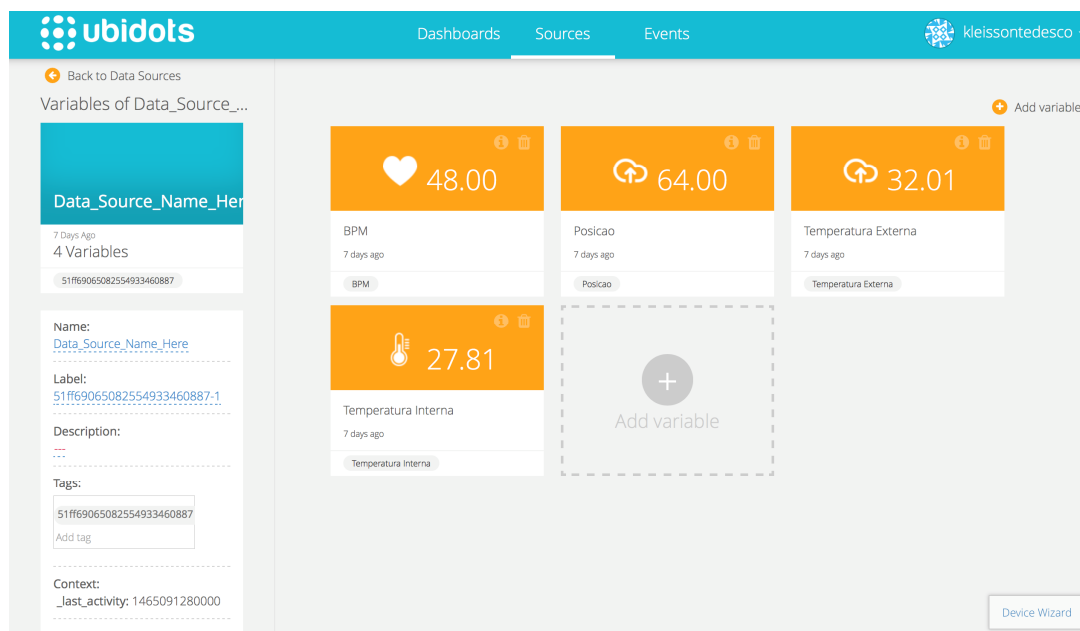 ubidots
Dashboards Sources Events
kleissontedesco
Back to Data Sources
Variables of Data_Source_...
Add variable
Data_Source_Name_Her
7 Days Ago
4 Variables
51ff69065082554933460887
Name:
Data_Source_Name_Here
Label:
51ff69065082554933460887-1
Description:
---
Tags:
51ff69065082554933460887
Add tag
Context:
_last_activity: 1465091280000
48.00
BPM
7 days ago
BPM
64.00
Posicao
7 days ago
Posicao
32.01
Temperatura Externa
7 days ago
Temperatura Externa
27.81
Temperatura Interna
7 days ago
Temperatura Interna
Add variable
Device Wizard